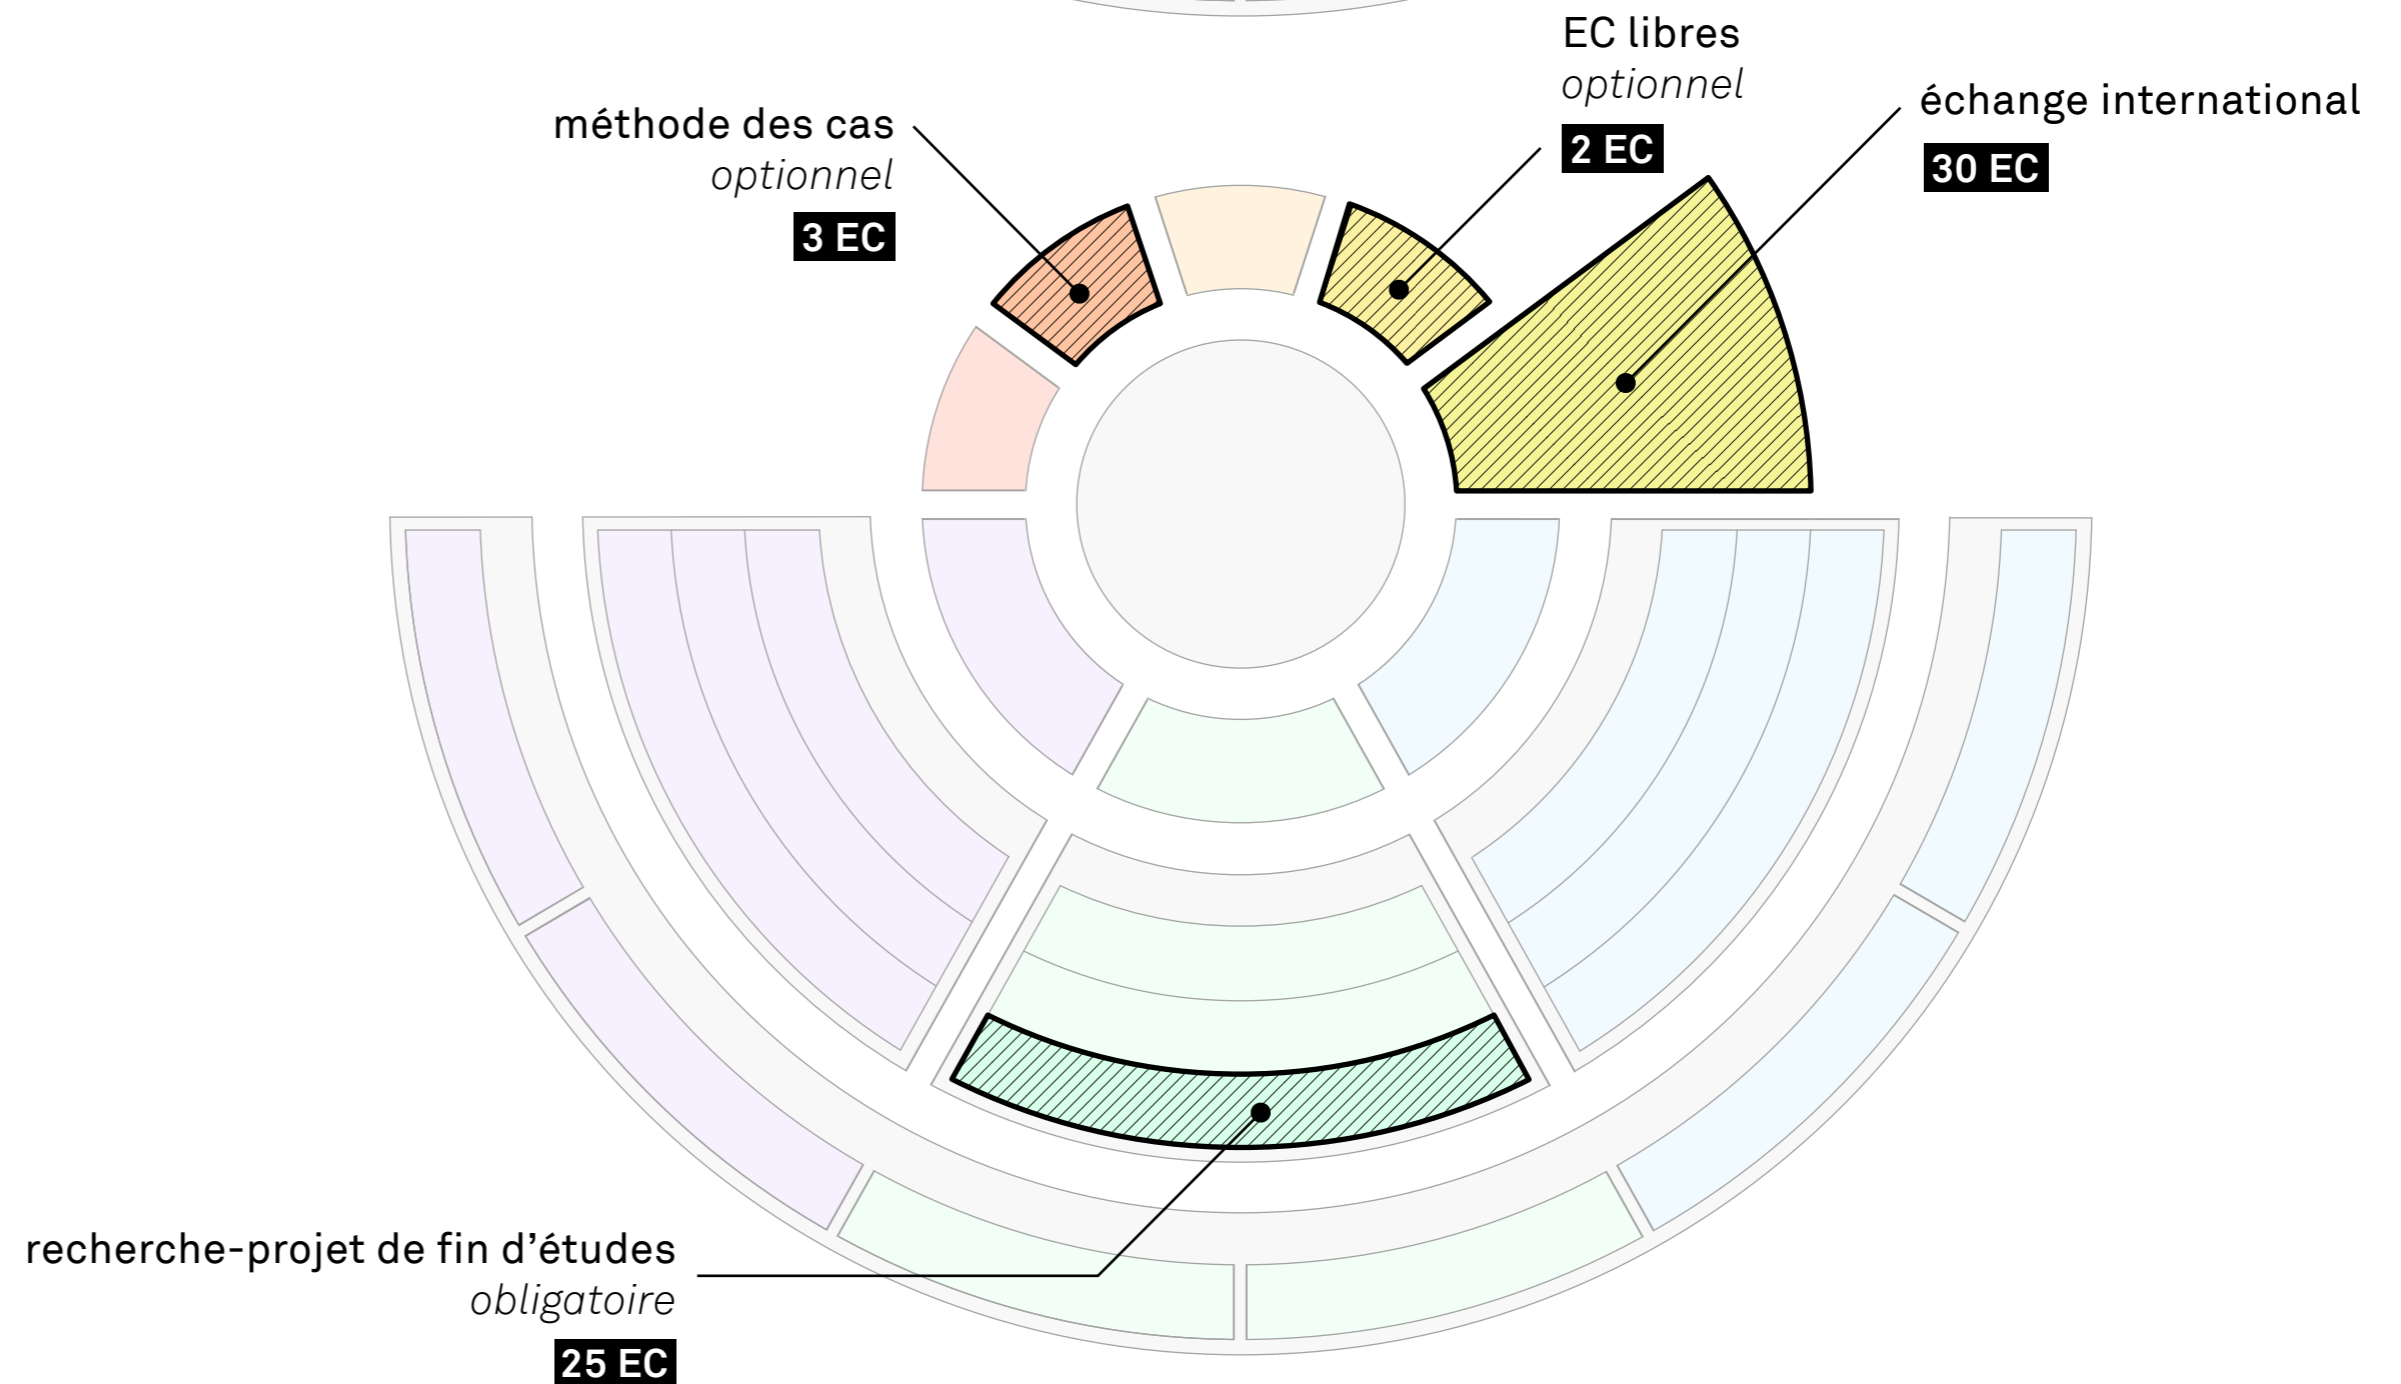 EC libres
optionnel
2 EC
échange international
30 EC
méthode des cas
optionnel
3 EC
recherche-projet de fin d’études
obligatoire
25 EC